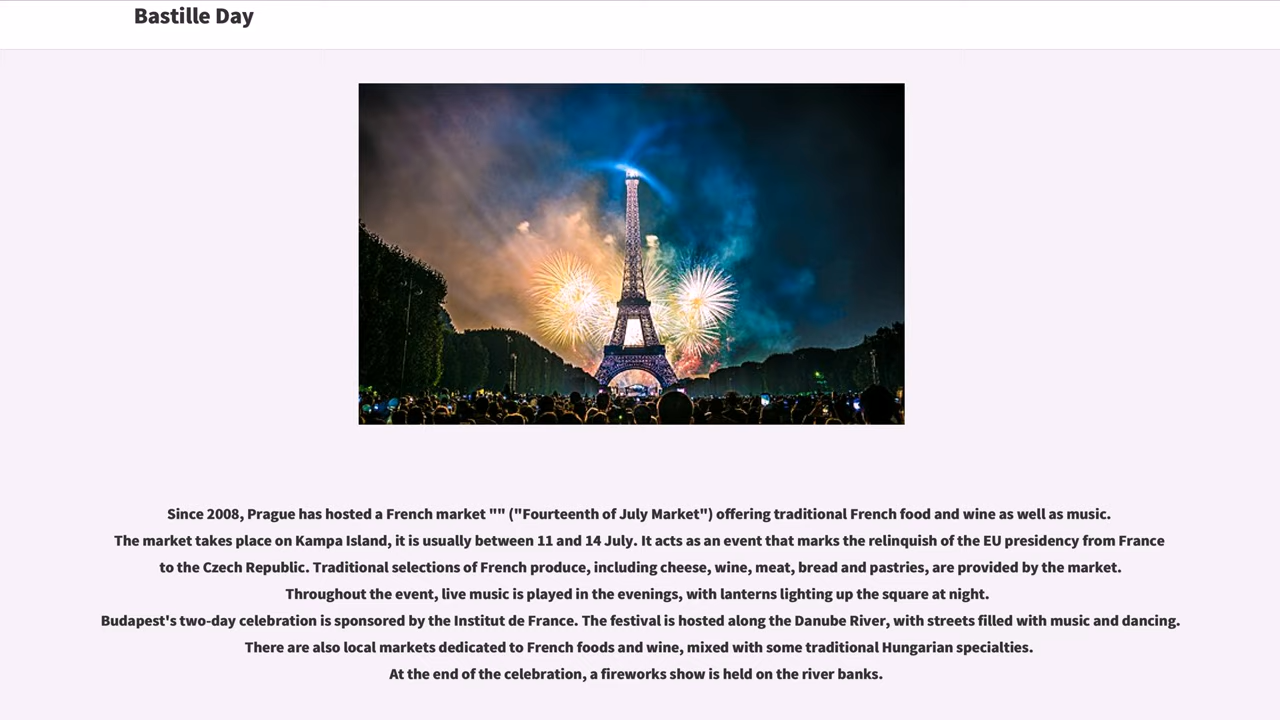 Bastille Day
Since 2008, Prague has hosted a French market "" ("Fourteenth of July Market") offering traditional French food and wine as well as music.
The market takes place on Kampa Island, it is usually between 11 and 14 July. It acts as an event that marks the relinquish of the EU presidency from France
to the Czech Republic. Traditional selections of French produce, including cheese, wine, meat, bread and pastries, are provided by the market.
Throughout the event, live music is played in the evenings, with lanterns lighting up the square at night.
Budapest's two-day celebration is sponsored by the Institut de France. The festival is hosted along the Danube River, with streets filled with music and dancing.
There are also local markets dedicated to French foods and wine, mixed with some traditional Hungarian specialties.
At the end of the celebration, a fireworks show is held on the river banks.